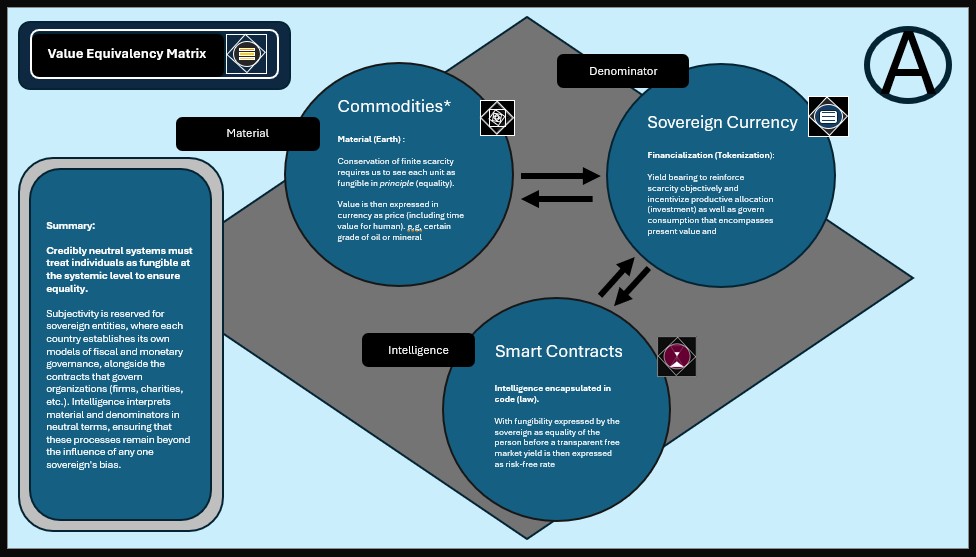 Value Equivalency Matrix
Denominator
A
Commodities*
Sovereign Currency
Material
Material (Earth) :
Conservation of finite scarcity
requires us to see each unit as
fungible in principle (equality).
Value is then expressed in
currency as price (including time
value for human). e.g. certain
grade of oil or mineral
Financialization (Tokenization):
Yield bearing to reinforce
scarcity objectively and
incentivize productive allocation
(investment) as well as govern
consumption that encompasses
present value and
Summary:
Credibly neutral systems must
treat individuals as fungible at
the systemic level to ensure
equality.
Subjectivity is reserved for
sovereign entities, where each
country establishes its own
models of fiscal and monetary
governance, alongside the
contracts that govern
organizations (firms, charities,
etc.). Intelligence interprets
material and denominators in
neutral terms, ensuring that
these processes remain beyond
the influence of any one
sovereign's bias.
Intelligence
Smart Contracts
Intelligence encapsulated in
code (law).
With fungibility expressed by the
sovereign as equality of the
person before a transparent free
market yield is then expressed
as risk-free rate